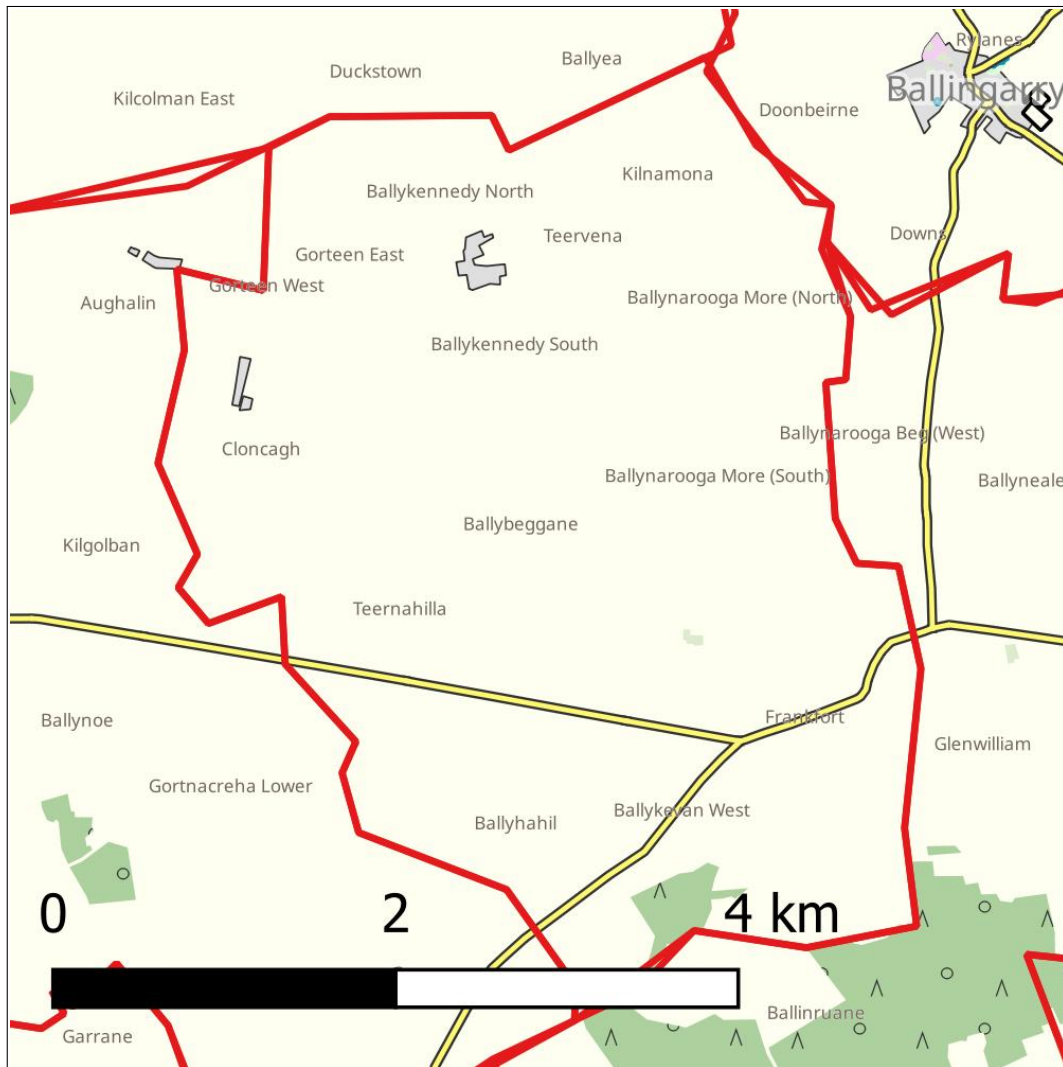 Rylanes
Ballyea
Duckstown
Ballingarry
Kilcolman East
Doonbeirne
Kilnamona
Ballykennedy North
Downs
Teervena
Gorteen East
Gorteen West
Ballynarooga More (North)
Aughalin
Ballykennedy South
Ballynarooga Beg (West)
Cloncagh
Ballynarooga More (South)
Ballyneale
Ballybeggane
Kilgolban
Teernahilla
Frankfort
Ballynoe
Glenwilliam
Gortnacreha Lower
Ballykevan West
Ballyhahil
0 2 4 km
Ballinruane
Garrane